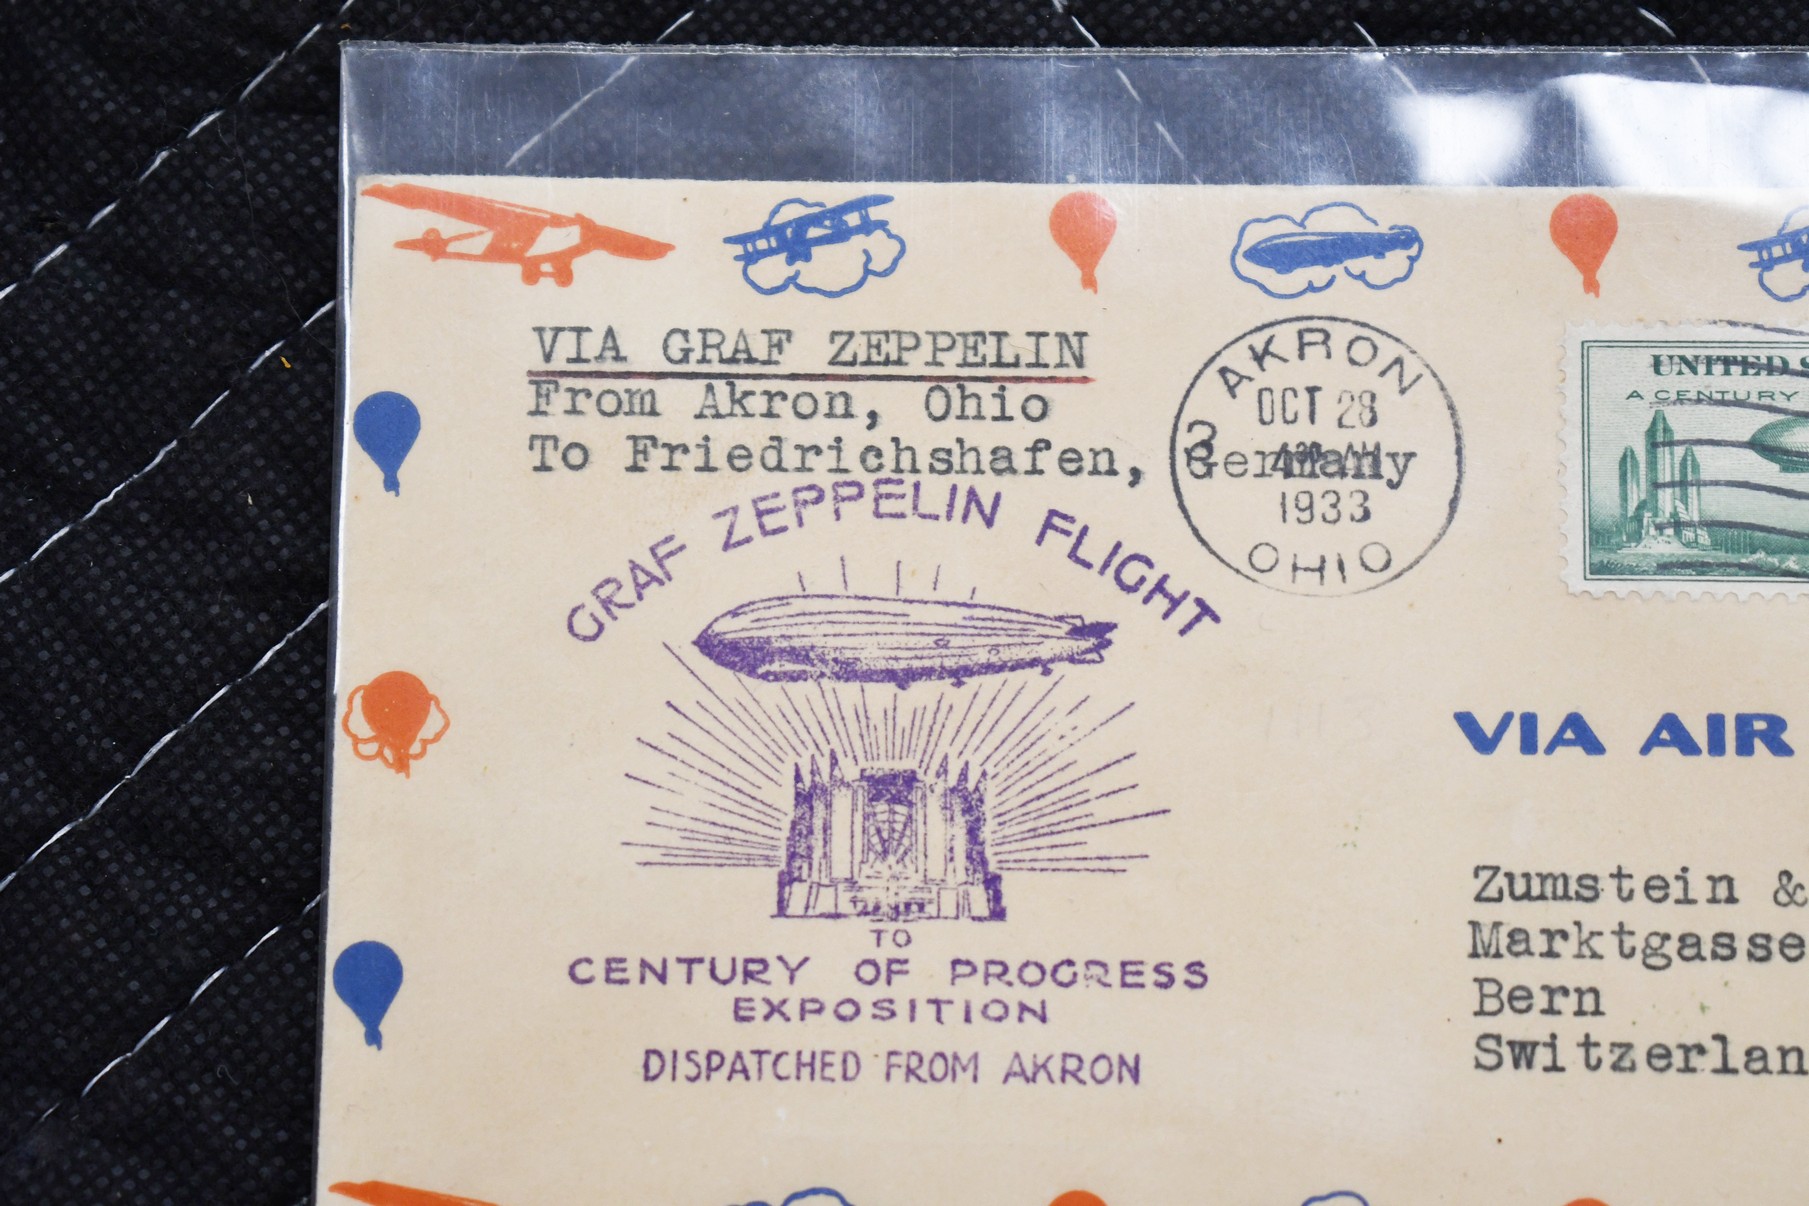 VIA GRAF ZEPPELIN
From Akron, Ohio
To Friedrichshafen, Germany
AKRON
OCT 28
3
1933
OHIO
UNITED S
A CENTURY
GRAF ZEPPELIN FLIGHT
TO
CENTURY OF PROGRESS
EXPOSITION
DISPATCHED FROM AKRON
VIA AIR
Zumstein &
Marktgasse
Bern
Switzerlan